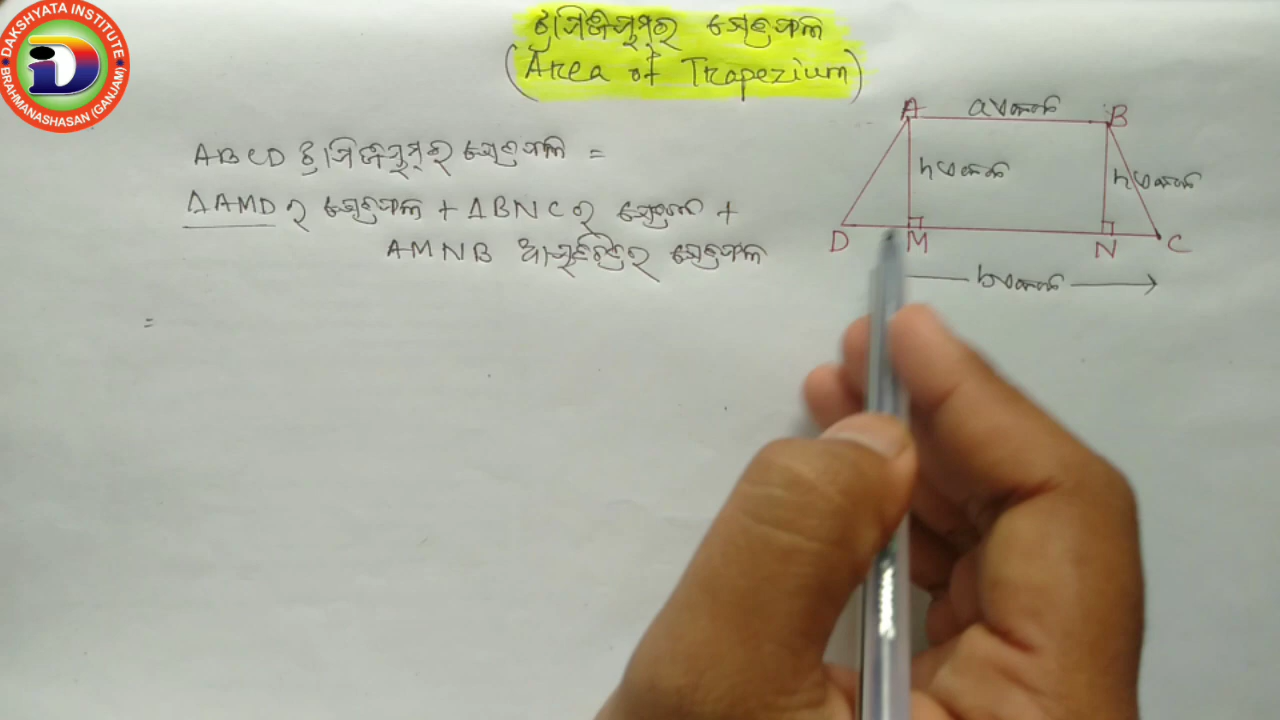 DAKSHYATA INSTITUTE
BRAHMANASHASAN (GANJAM)
ଟ୍ରାପିଜିୟମ୍‌ର କ୍ଷେତ୍ରଫଳ
(Area of Trapezium)
ABCD ଟ୍ରାପିଜିୟମ୍‌ର କ୍ଷେତ୍ରଫଳ =
ΔAMD ର କ୍ଷେତ୍ରଫଳ + ΔBNC ର +
AMNB ଆୟତଚିତ୍ରର କ୍ଷେତ୍ରଫଳ
=
A a ଏକକ B
h ଏକକ h ଏକକ
D M N C
b ଏକକ